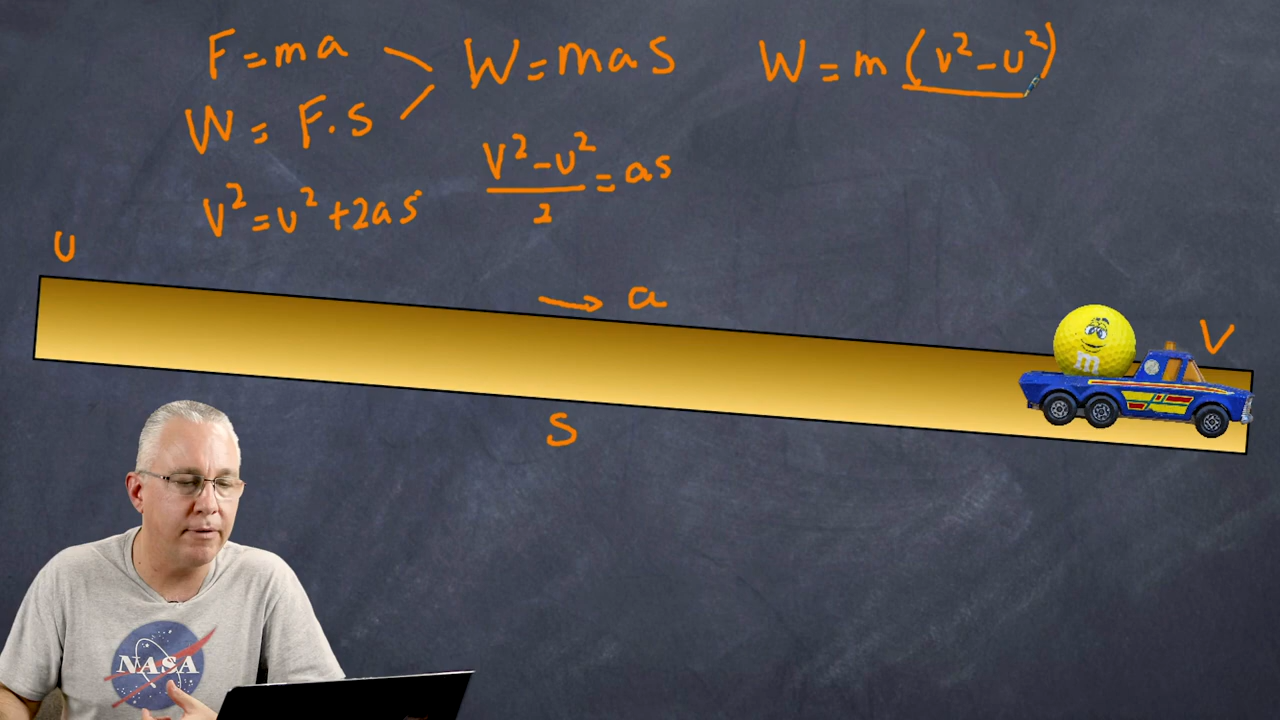 F = ma
W = F·s
W = mas
W = m (v² − u²)
v² = u² + 2as
v² − u² / 2 = as
u
a
v
s
m
NASA